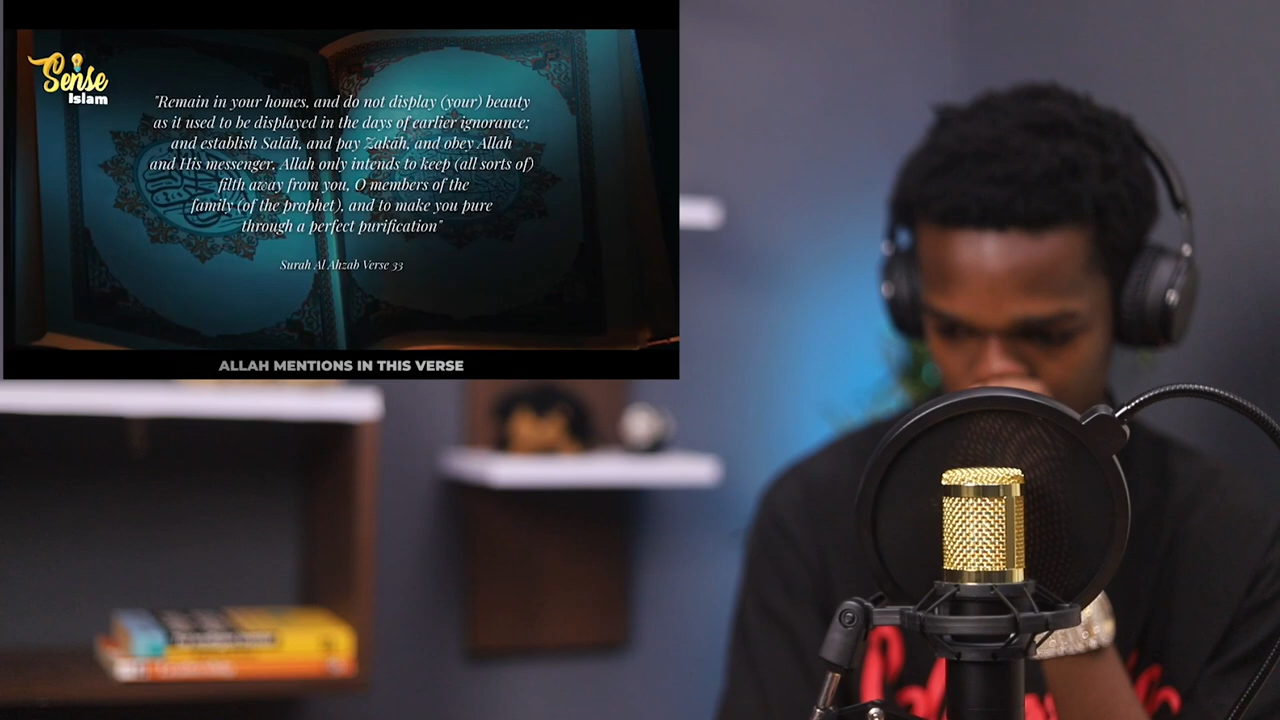 Sense
Islam
"Remain in your homes, and do not display (your) beauty
as it used to be displayed in the days of earlier ignorance;
and establish Salāh, and pay Zakāh, and obey Allah
and His messenger. Allah only intends to keep (all sorts of)
filth away from you, O members of the
family (of the prophet), and to make you pure
through a perfect purification"
Surah Al Ahzab Verse 33
ALLAH MENTIONS IN THIS VERSE